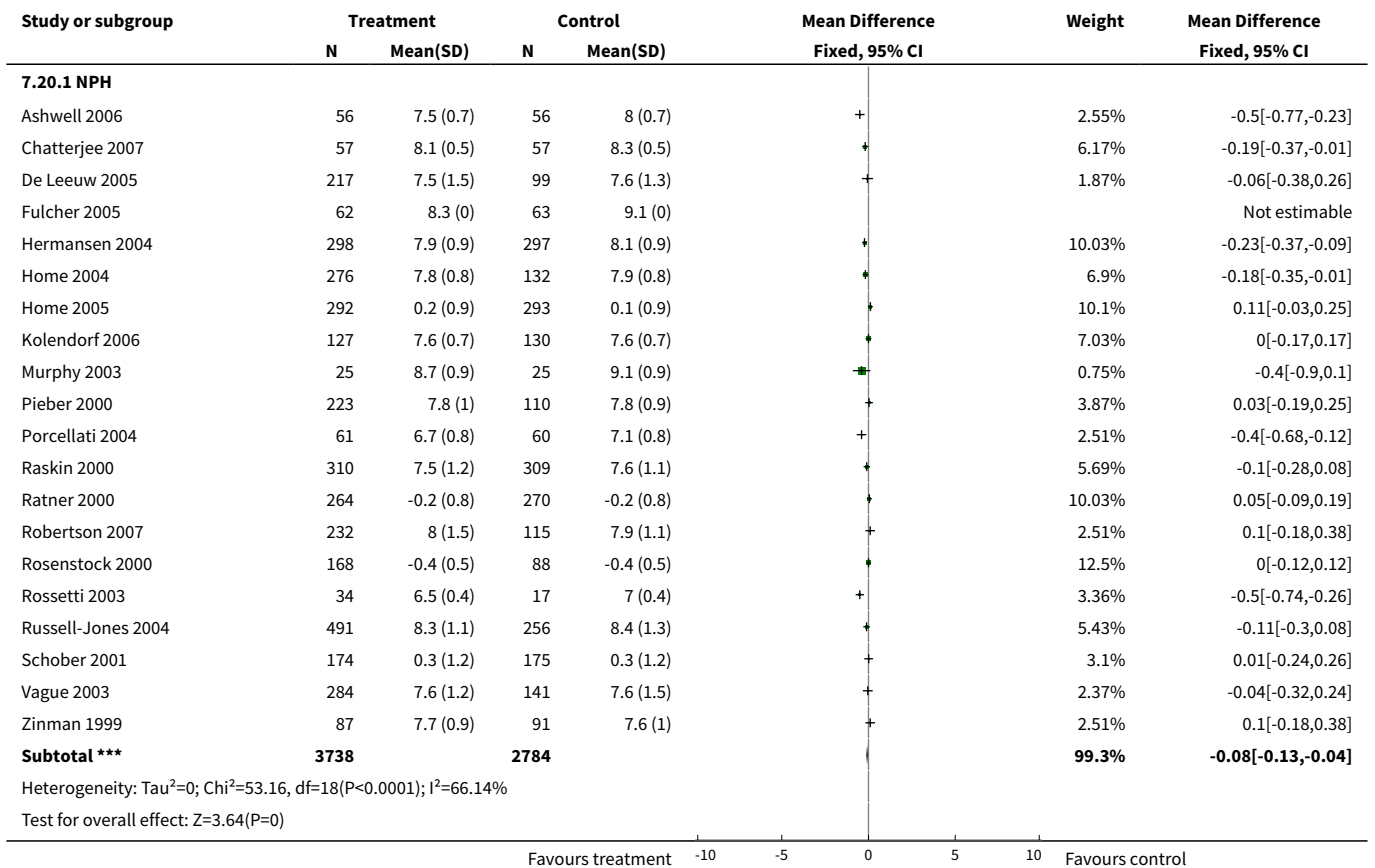 Study or subgroup Treatment Control Mean Difference Weight Mean Difference
N Mean(SD) N Mean(SD) Fixed, 95% CI Fixed, 95% CI
7.20.1 NPH
Ashwell 2006 56 7.5 (0.7) 56 8 (0.7) 2.55% -0.5[-0.77,-0.23]
Chatterjee 2007 57 8.1 (0.5) 57 8.3 (0.5) 6.17% -0.19[-0.37,-0.01]
De Leeuw 2005 217 7.5 (1.5) 99 7.6 (1.3) 1.87% -0.06[-0.38,0.26]
Fulcher 2005 62 8.3 (0) 63 9.1 (0) Not estimable
Hermansen 2004 298 7.9 (0.9) 297 8.1 (0.9) 10.03% -0.23[-0.37,-0.09]
Home 2004 276 7.8 (0.8) 132 7.9 (0.8) 6.9% -0.18[-0.35,-0.01]
Home 2005 292 0.2 (0.9) 293 0.1 (0.9) 10.1% 0.11[-0.03,0.25]
Kolendorf 2006 127 7.6 (0.7) 130 7.6 (0.7) 7.03% 0[-0.17,0.17]
Murphy 2003 25 8.7 (0.9) 25 9.1 (0.9) 0.75% -0.4[-0.9,0.1]
Pieber 2000 223 7.8 (1) 110 7.8 (0.9) 3.87% 0.03[-0.19,0.25]
Porcellati 2004 61 6.7 (0.8) 60 7.1 (0.8) 2.51% -0.4[-0.68,-0.12]
Raskin 2000 310 7.5 (1.2) 309 7.6 (1.1) 5.69% -0.1[-0.28,0.08]
Ratner 2000 264 -0.2 (0.8) 270 -0.2 (0.8) 10.03% 0.05[-0.09,0.19]
Robertson 2007 232 8 (1.5) 115 7.9 (1.1) 2.51% 0.1[-0.18,0.38]
Rosenstock 2000 168 -0.4 (0.5) 88 -0.4 (0.5) 12.5% 0[-0.12,0.12]
Rossetti 2003 34 6.5 (0.4) 17 7 (0.4) 3.36% -0.5[-0.74,-0.26]
Russell-Jones 2004 491 8.3 (1.1) 256 8.4 (1.3) 5.43% -0.11[-0.3,0.08]
Schober 2001 174 0.3 (1.2) 175 0.3 (1.2) 3.1% 0.01[-0.24,0.26]
Vague 2003 284 7.6 (1.2) 141 7.6 (1.5) 2.37% -0.04[-0.32,0.24]
Zinman 1999 87 7.7 (0.9) 91 7.6 (1) 2.51% 0.1[-0.18,0.38]
Subtotal *** 3738 2784 99.3% -0.08[-0.13,-0.04]
Heterogeneity: Tau²=0; Chi²=53.16, df=18(P<0.0001); I²=66.14%
Test for overall effect: Z=3.64(P=0)
Favours treatment -10 -5 0 5 10 Favours control